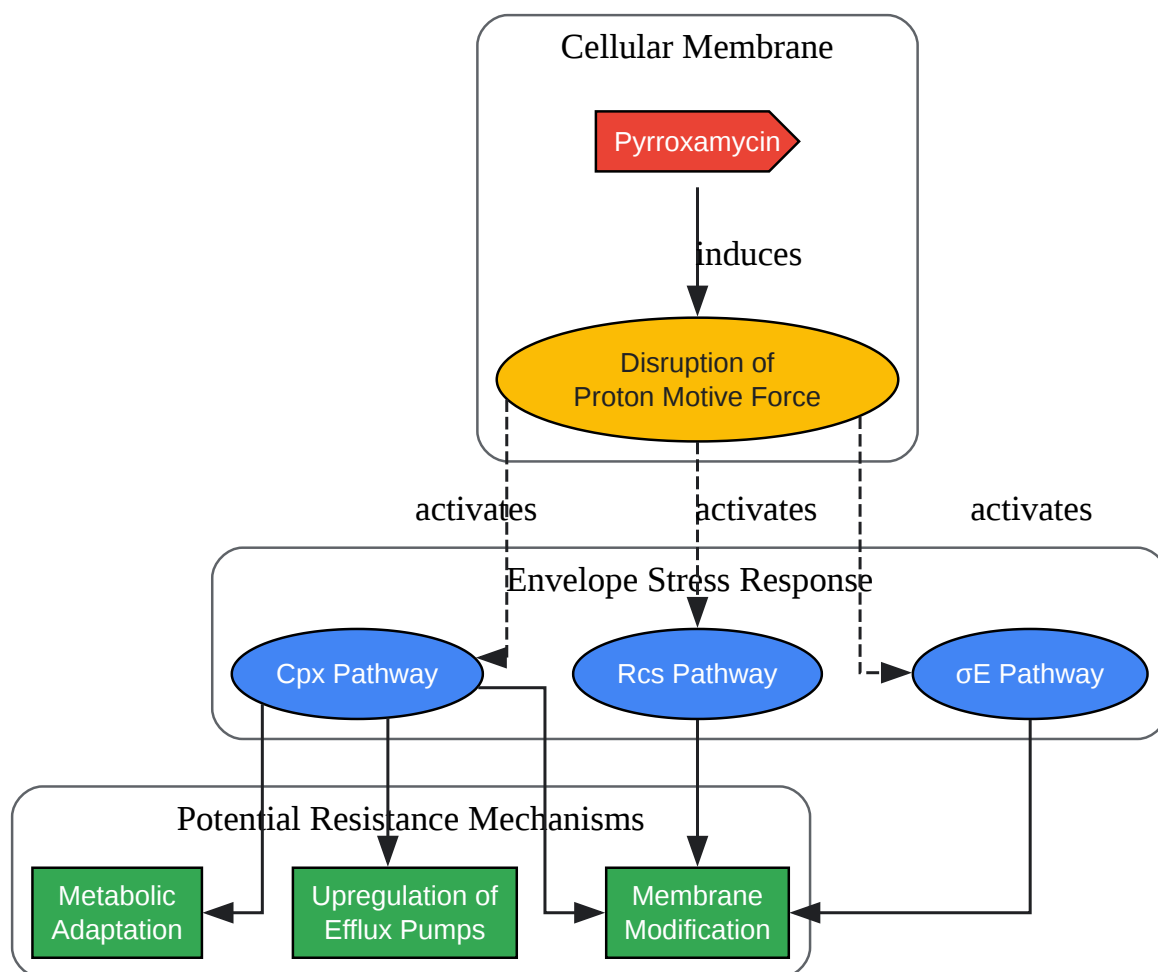 Cellular Membrane
Pyrroxamycin
induces
Disruption of
Proton Motive Force
activates
activates
activates
Envelope Stress Response
Cpx Pathway
Rcs Pathway
σE Pathway
Potential Resistance Mechanisms
Metabolic
Adaptation
Upregulation of
Efflux Pumps
Membrane
Modification